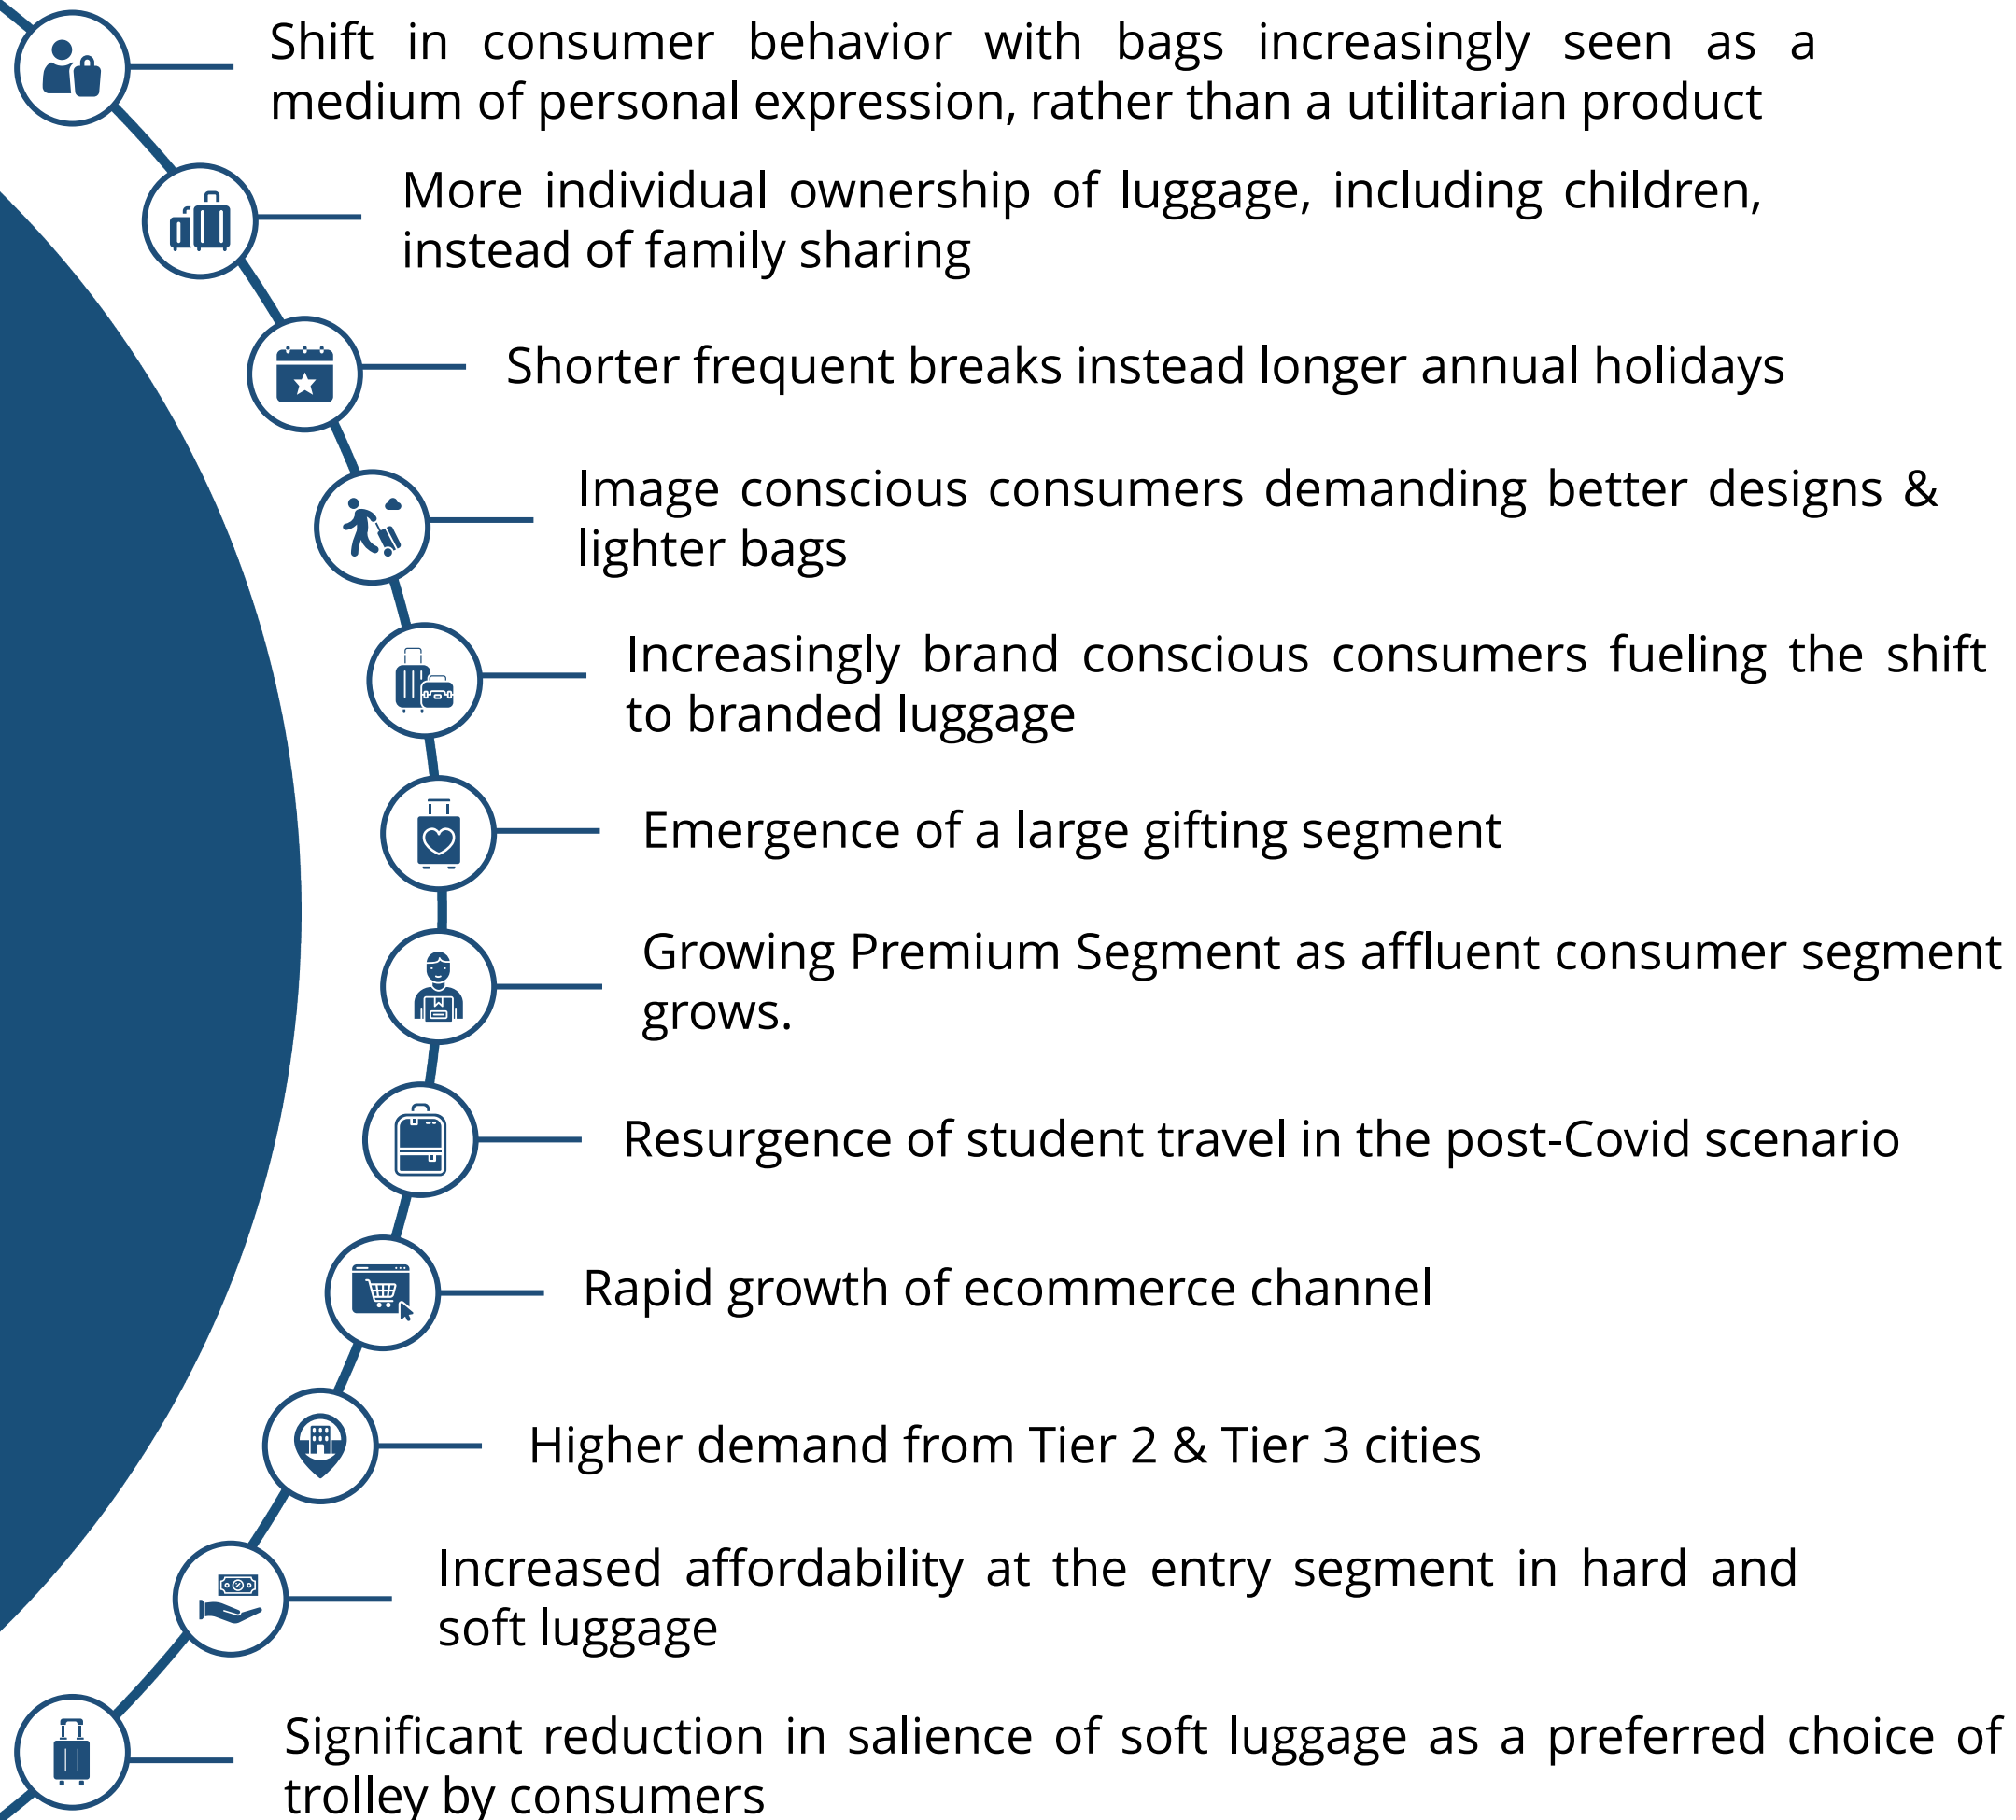 Shift in consumer behavior with bags increasingly seen as a
medium of personal expression, rather than a utilitarian product
More individual ownership of luggage, including children,
instead of family sharing
Shorter frequent breaks instead longer annual holidays
Image conscious consumers demanding better designs &
lighter bags
Increasingly brand conscious consumers fueling the shift
to branded luggage
Emergence of a large gifting segment
Growing Premium Segment as affluent consumer segment
grows.
Resurgence of student travel in the post-Covid scenario
Rapid growth of ecommerce channel
Higher demand from Tier 2 & Tier 3 cities
Increased affordability at the entry segment in hard and
soft luggage
Significant reduction in salience of soft luggage as a preferred choice of
trolley by consumers